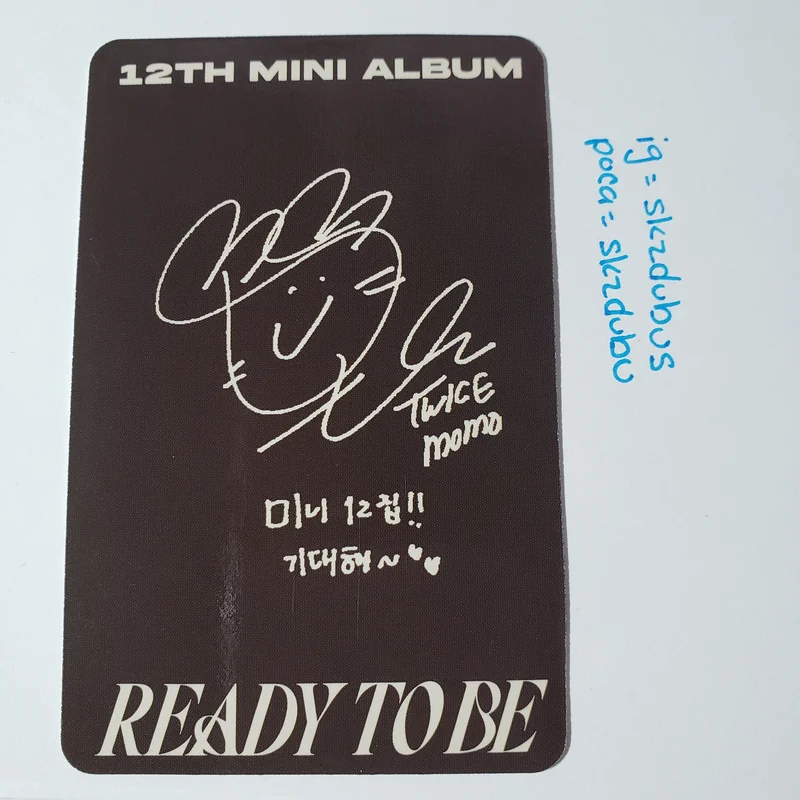 12TH MINI ALBUM
TWICE
MOMO
미니 12집!!
기대해~♥♥
READY TO BE
ig = skzdubus
poca = skzdubu